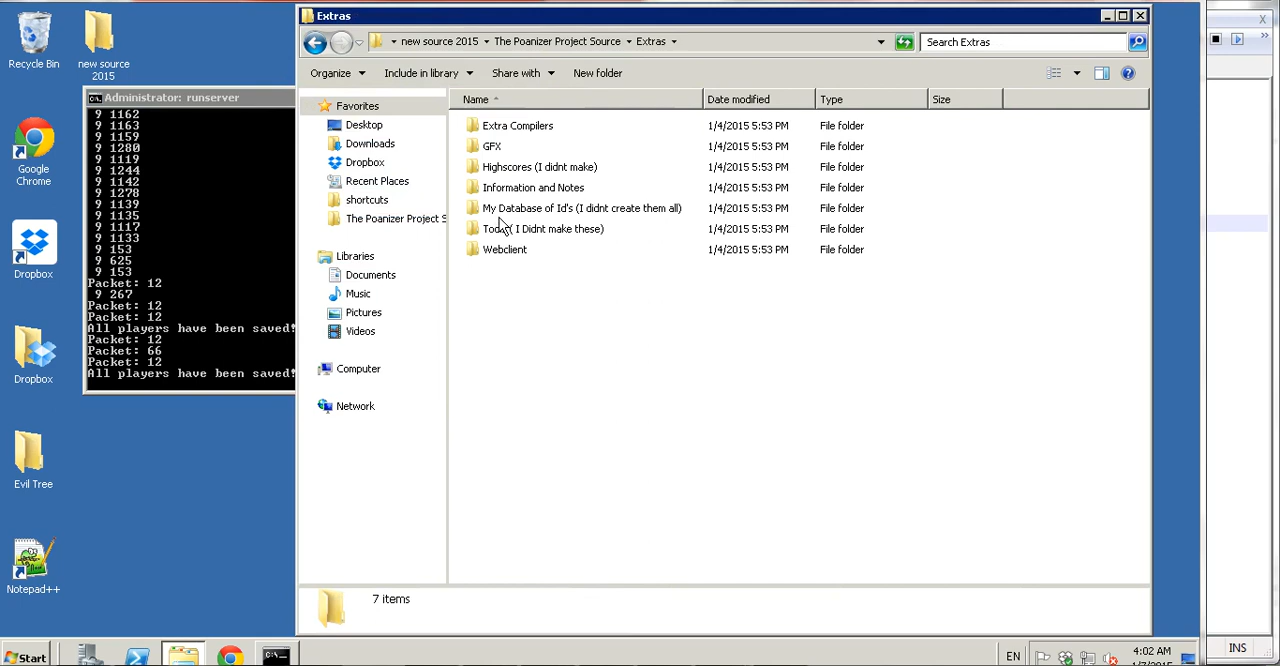 Extras
new source 2015
The Poanizer Project Source
Extras
Search Extras
Organize
Include in library
Share with
New folder
Name
Date modified
Type
Size
Favorites
Desktop
Downloads
Dropbox
Recent Places
shortcuts
The Poanizer Project S
Libraries
Documents
Music
Pictures
Videos
Computer
Network
Extra Compilers 1/4/2015 5:53 PM File folder
GFX 1/4/2015 5:53 PM File folder
Highscores (I didnt make) 1/4/2015 5:53 PM File folder
Information and Notes 1/4/2015 5:53 PM File folder
My Database of Id's (I didnt create them all) 1/4/2015 5:53 PM File folder
( I Didnt make these) 1/4/2015 5:53 PM File folder
Webclient 1/4/2015 5:53 PM File folder
7 items
Recycle Bin
new source
2015
Google
Chrome
Dropbox
Dropbox
Evil Tree
Notepad++
Administrator: runserver
9 1162
9 1163
9 1159
9 1280
9 1119
9 1244
9 1142
9 1278
9 1139
9 1135
9 1117
9 1133
9 153
9 625
9 153
Packet: 12
9 267
Packet: 12
Packet: 12
All players have been saved!
Packet: 12
Packet: 66
Packet: 12
All players have been saved!
Start
EN
4:02 AM
1/7/2015
INS